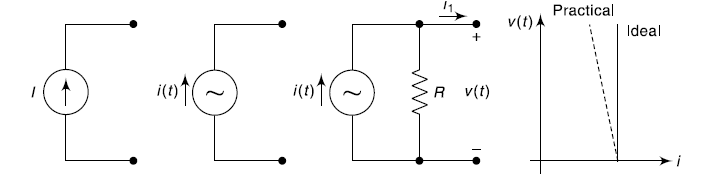 I
i(t)
i(t)
I₁
+
R
v(t)
–
v(t)
Practical
Ideal
i